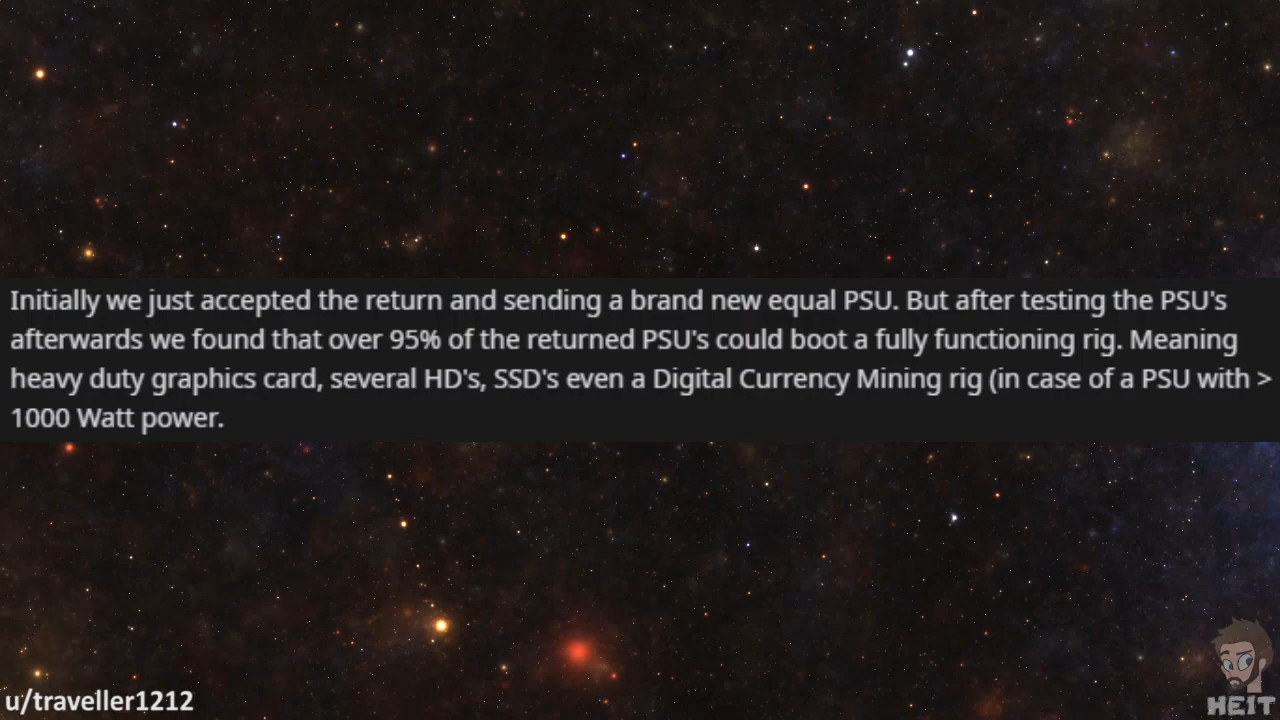 Initially we just accepted the return and sending a brand new equal PSU. But after testing the PSU's
afterwards we found that over 95% of the returned PSU's could boot a fully functioning rig. Meaning
heavy duty graphics card, several HD's, SSD's even a Digital Currency Mining rig (in case of a PSU with >
1000 Watt power.
u/traveller1212
HEIT